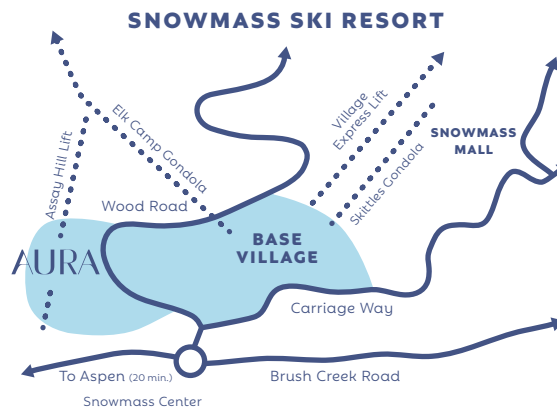 SNOWMASS SKI RESORT
Elk Camp Gondola
Village
Express Lift
SNOWMASS
MALL
Assay Hill Lift
Skittles Gondola
Wood Road
BASE
VILLAGE
AURA
Carriage Way
To Aspen (20 min.)
Brush Creek Road
Snowmass Center